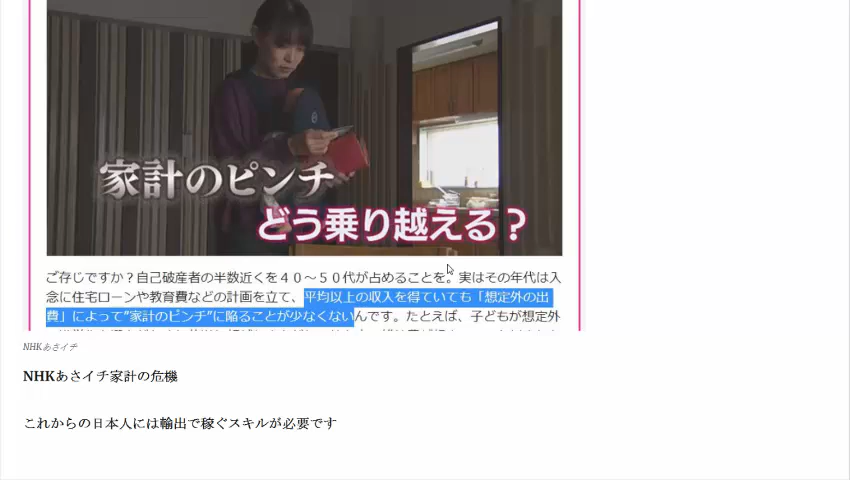 家計のピンチ
どう乗り越える？
ご存じですか？自己破産者の半数近くを４０～５０代が占めることを。実はその年代は入
念に住宅ローンや教育費などの計画を立て、平均以上の収入を得ていても「想定外の出
費」によって”家計のピンチ”に陥ることが少なくないんです。たとえば、子どもが想定外
NHKあさイチ
NHKあさイチ家計の危機
これからの日本人には輸出で稼ぐスキルが必要です